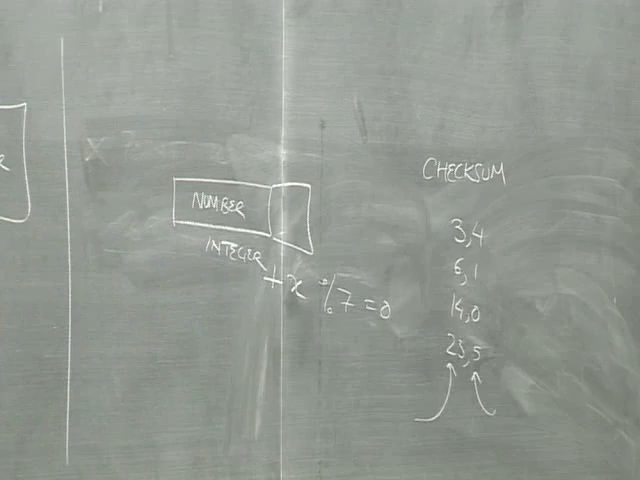 R
X
NUMBER
INTEGER
+ x % 7 = 0
CHECKSUM
3,4
6,1
14,0
23,5